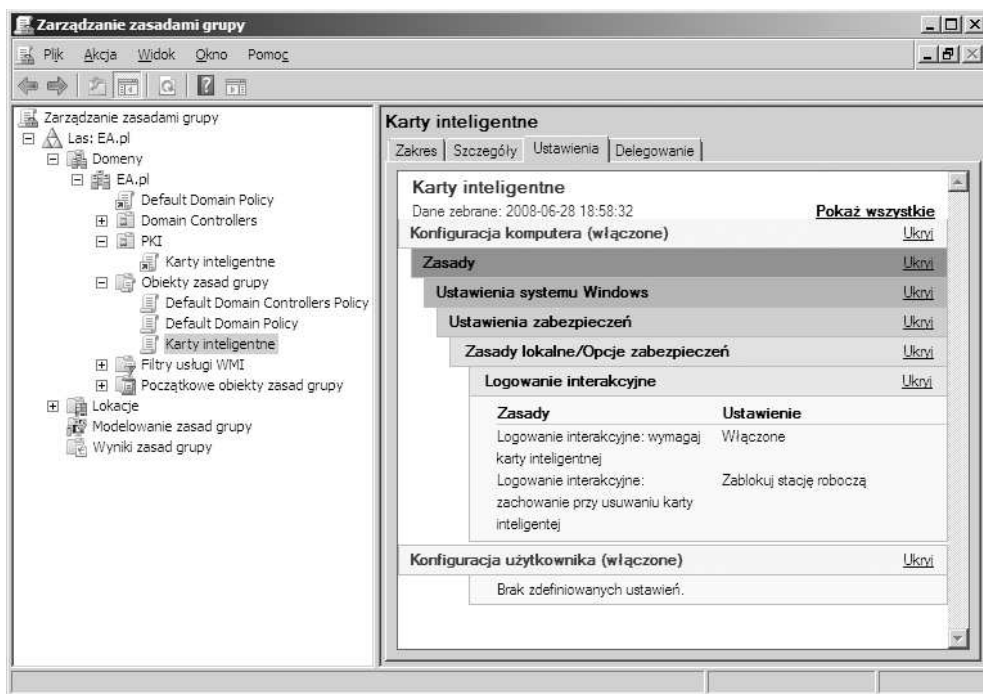 Zarządzanie zasadami grupy
Plik Akcja Widok Okno Pomoc
Zarządzanie zasadami grupy
Las: EA.pl
Domeny
EA.pl
Default Domain Policy
Domain Controllers
PKI
Karty inteligentne
Obiekty zasad grupy
Default Domain Controllers Policy
Default Domain Policy
Karty inteligentne
Filtry usługi WMI
Początkowe obiekty zasad grupy
Lokacje
Modelowanie zasad grupy
Wyniki zasad grupy
Karty inteligentne
Zakres Szczegóły Ustawienia Delegowanie
Karty inteligentne
Dane zebrane: 2008-06-28 18:58:32 Pokaż wszystkie
Konfiguracja komputera (włączone) Ukryj
Zasady Ukryj
Ustawienia systemu Windows Ukryj
Ustawienia zabezpieczeń Ukryj
Zasady lokalne/Opcje zabezpieczeń Ukryj
Logowanie interakcyjne Ukryj
Zasady Ustawienie
Logowanie interakcyjne: wymagaj Włączone
karty inteligentnej
Logowanie interakcyjne: Zablokuj stację roboczą
zachowanie przy usuwaniu karty
inteligentej
Konfiguracja użytkownika (włączone) Ukryj
Brak zdefiniowanych ustawień.